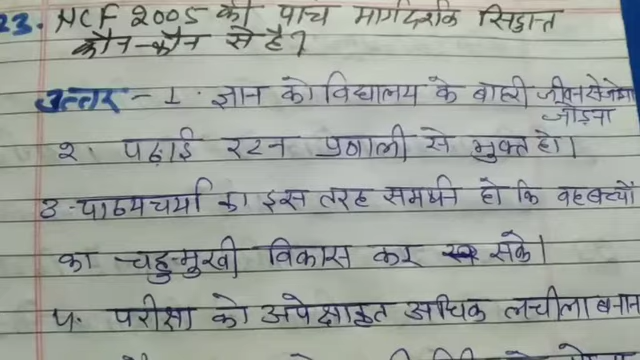 23. NCF 2005 की पांच मार्गदर्शक सिद्धान्त
कौन-कौन से है?
उत्तर - 1. ज्ञान को विद्यालय के बाहरी जीवन से
जोड़ना
2. पढ़ाई रटन प्रणाली से मुक्त हो।
3. पाठ्यचर्या का इस तरह समर्थन हो कि वह बच्चों
का चहुमुखी विकास कर सके।
4. परीक्षा को अपेक्षाकृत अधिक लचीला बनान